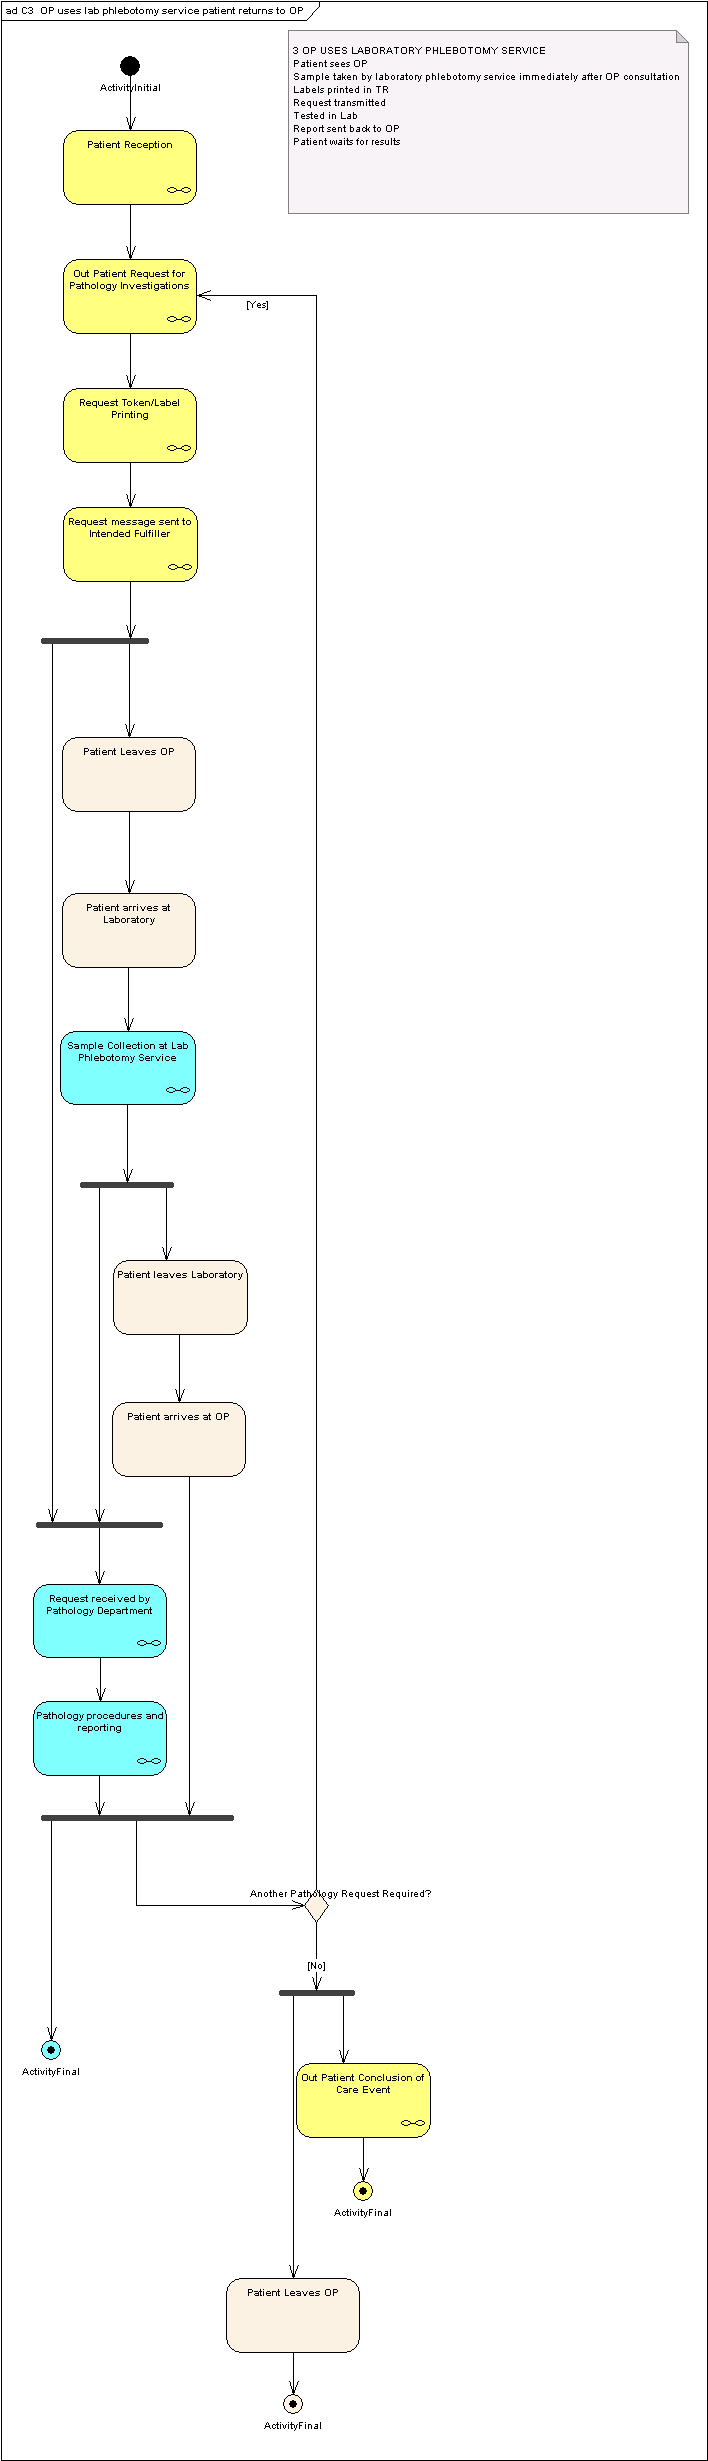 ad C3  OP uses lab phlebotomy service patient returns to OP
3 OP USES LABORATORY PHLEBOTOMY SERVICE
Patient sees OP
Sample taken by laboratory phlebotomy service immediately after OP consultation
Labels printed in TR
Request transmitted
Tested in Lab
Report sent back to OP
Patient waits for results
ActivityInitial
Patient Reception
Out Patient Request for
Pathology Investigations
[Yes]
Request Token/Label
Printing
Request message sent to
Intended Fulfiller
Patient Leaves OP
Patient arrives at
Laboratory
Sample Collection at Lab
Phlebotomy Service
Patient leaves Laboratory
Patient arrives at OP
Request received by
Pathology Department
Pathology procedures and
reporting
Another Pathology Request Required?
[No]
ActivityFinal
Out Patient Conclusion of
Care Event
ActivityFinal
Patient Leaves OP
ActivityFinal